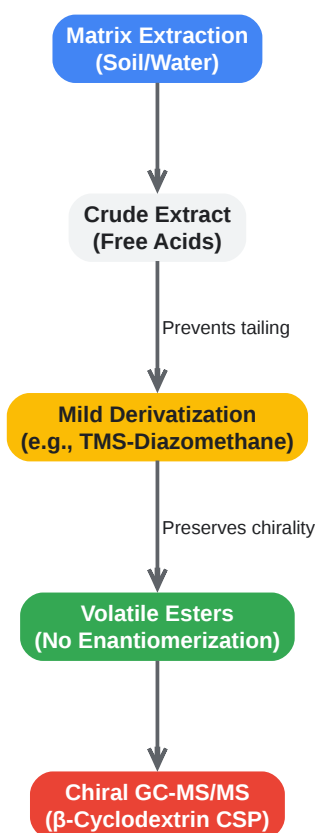 Matrix Extraction
(Soil/Water)
Crude Extract
(Free Acids)
Prevents tailing
Mild Derivatization
(e.g., TMS-Diazomethane)
Preserves chirality
Volatile Esters
(No Enantiomerization)
Chiral GC-MS/MS
(β-Cyclodextrin CSP)